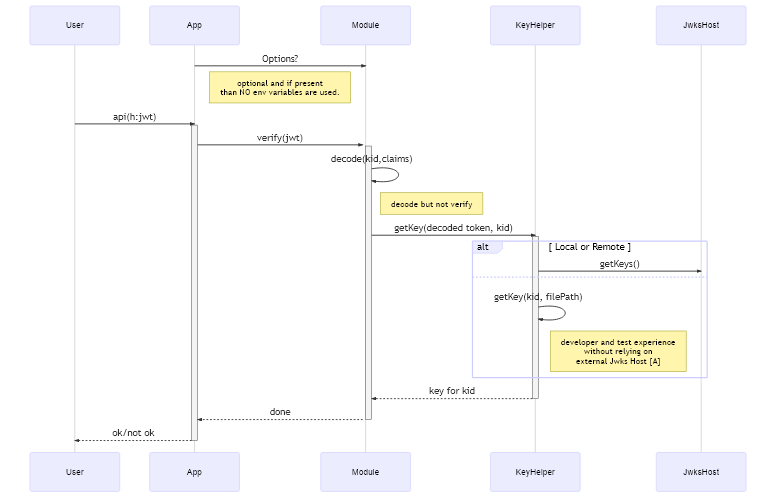 User
App
Module
KeyHelper
JwksHost
Options?
optional and if present
than NO env variables are used.
api(h:jwt)
verify(jwt)
decode(kid,claims)
decode but not verify
getKey(decoded token, kid)
alt
[ Local or Remote ]
getKeys()
getKey(kid, filePath)
developer and test experience
without relying on
external Jwks Host [A]
key for kid
done
ok/not ok
User
App
Module
KeyHelper
JwksHost